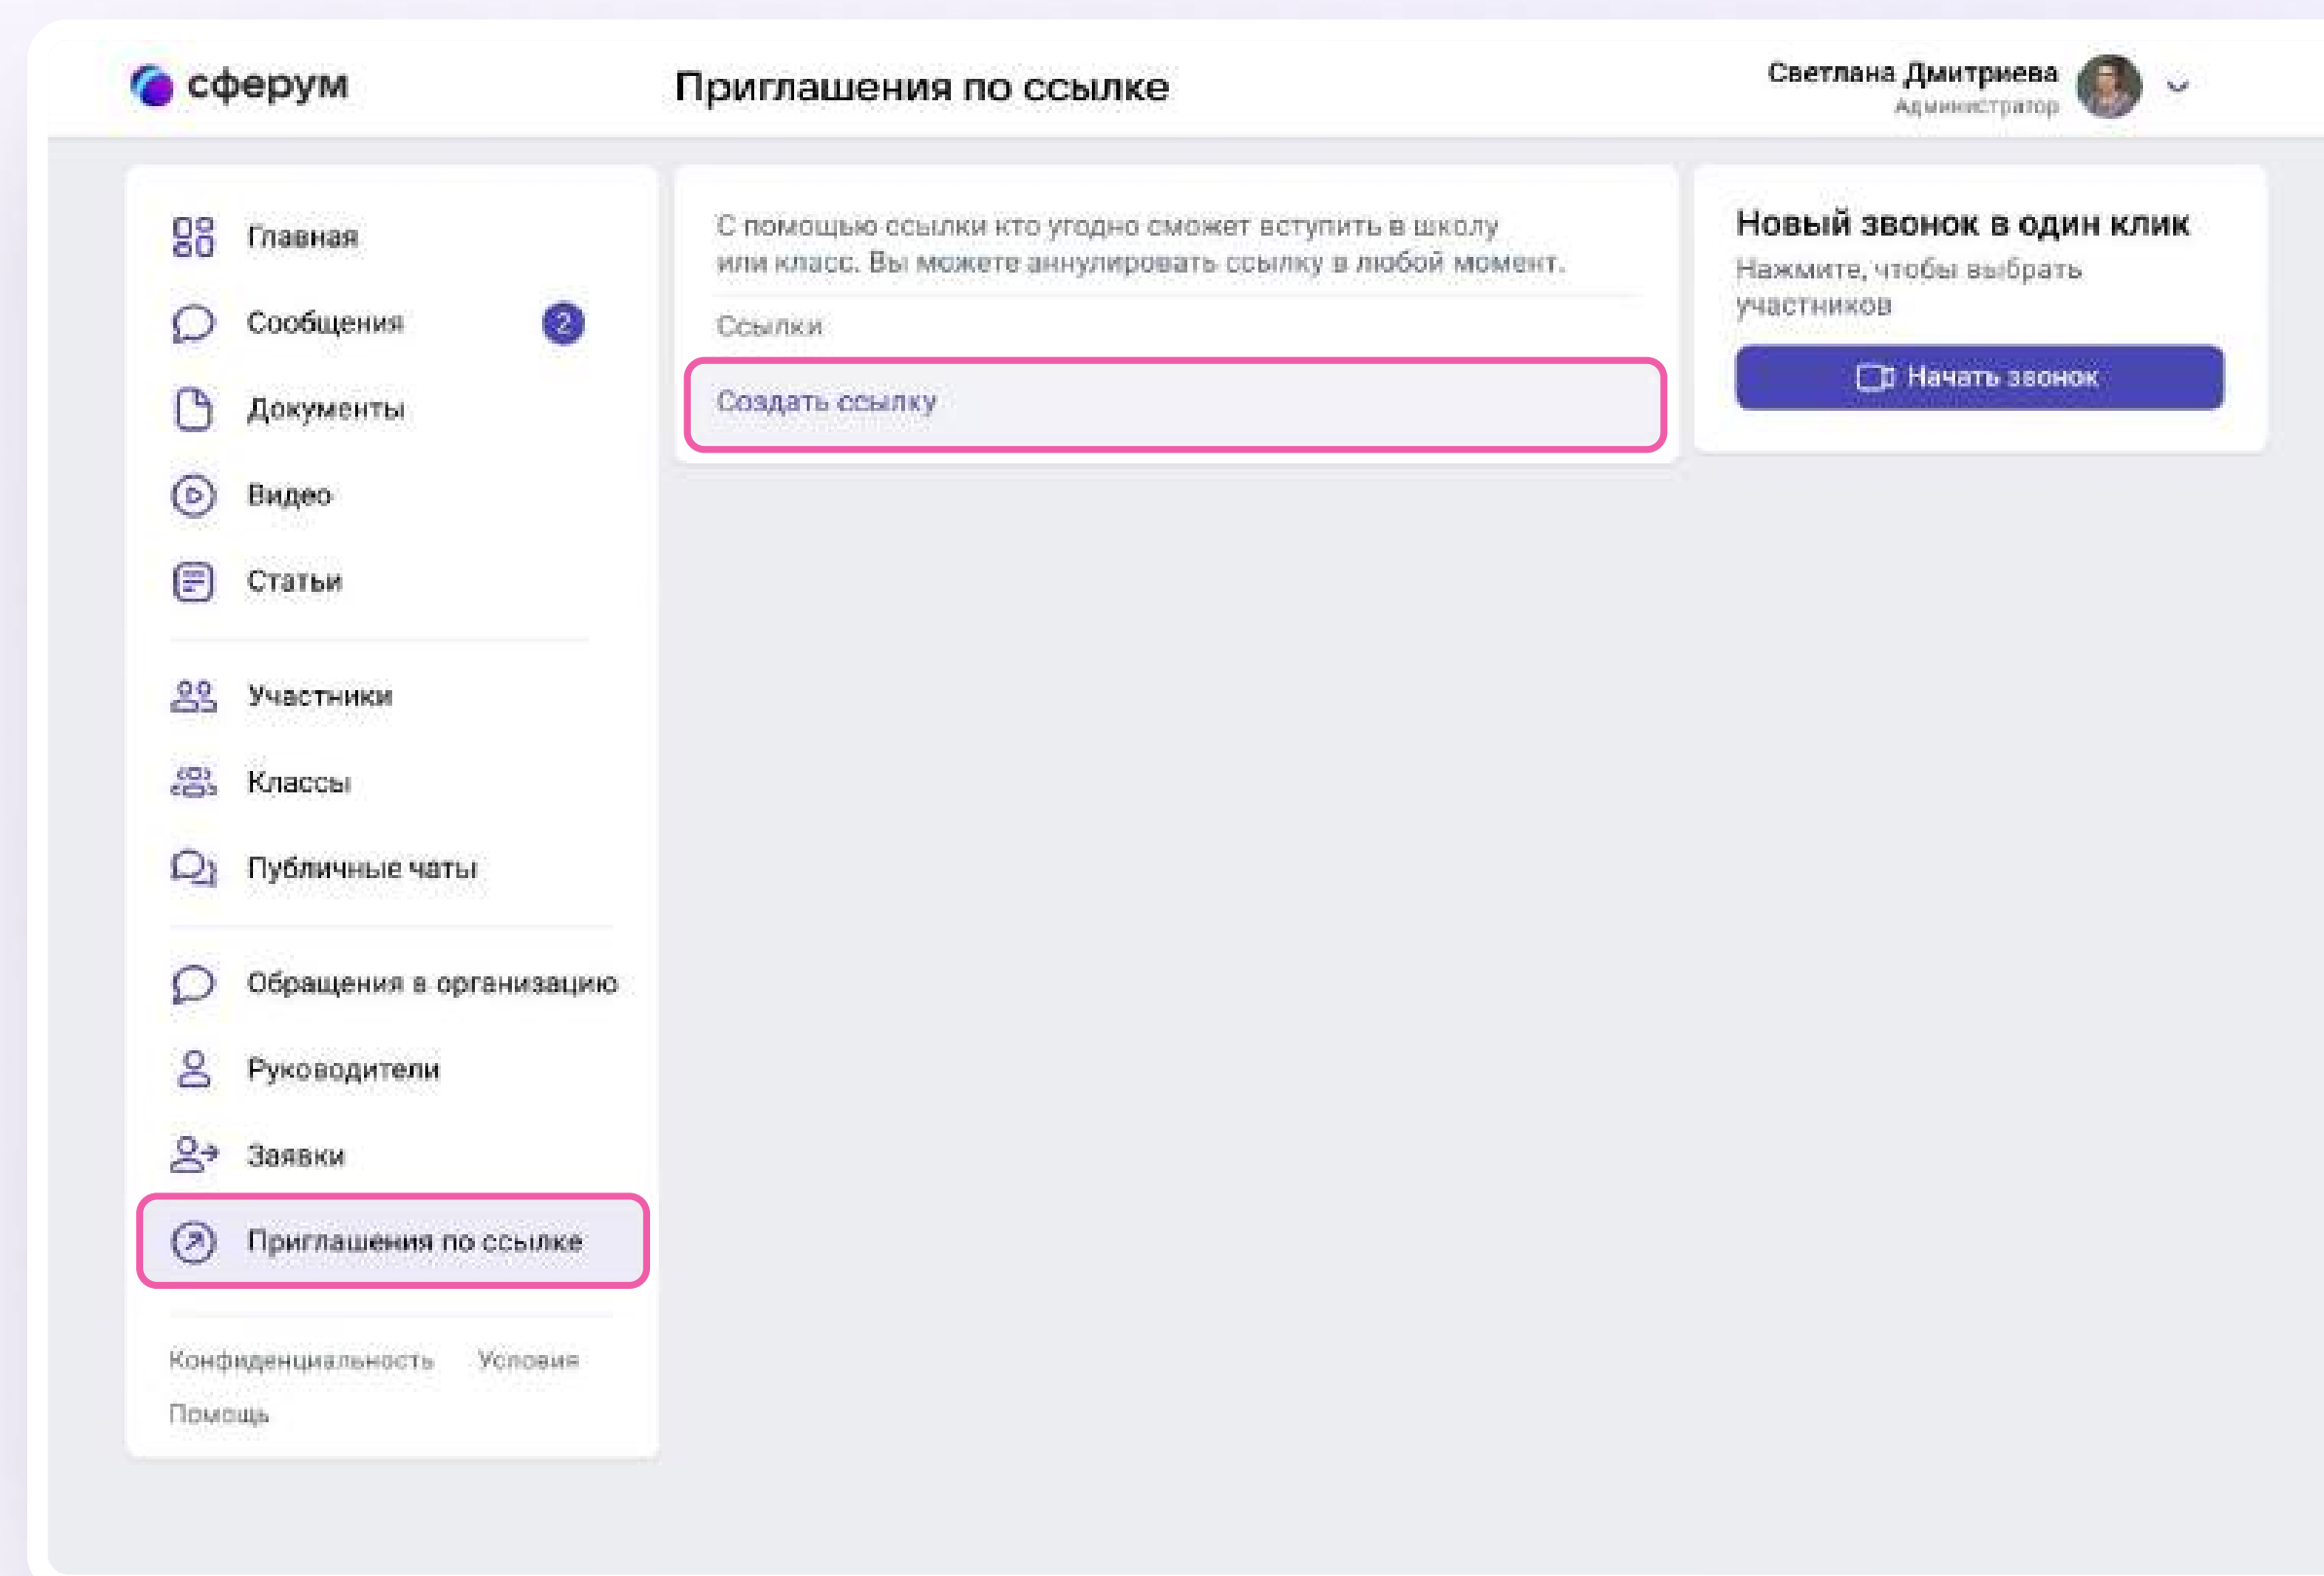 сферум
Приглашения по ссылке
Светлана Дмитриева
Администратор
Главная
Сообщения
2
Документы
Видео
Статьи
Участники
Классы
Публичные чаты
Обращения в организацию
Руководители
Заявки
Приглашения по ссылке
Конфиденциальность Условия
Помощь
С помощью ссылки кто угодно сможет вступить в школу
или класс. Вы можете аннулировать ссылку в любой момент.
Ссылки
Создать ссылку
Новый звонок в один клик
Нажмите, чтобы выбрать
участников
Начать звонок